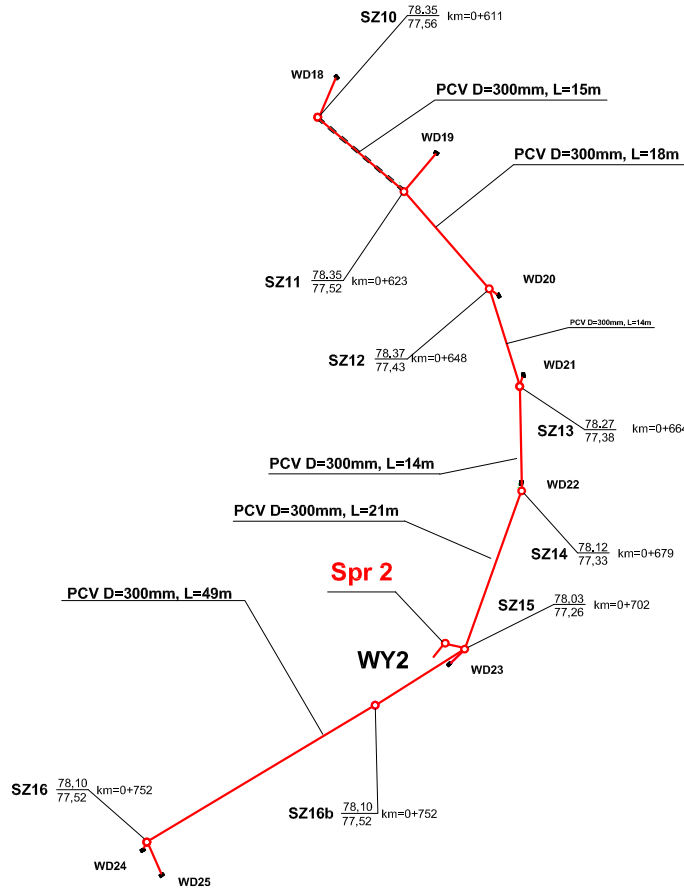 SZ10 78.35 km=0+611
77,56
WD18
PCV D=300mm, L=15m
WD19
PCV D=300mm, L=18m
SZ11 78.35 km=0+623
77,52
WD20
PCV D=300mm, L=14m
SZ12 78.37 km=0+648
77,43
WD21
SZ13 78.27 km=0+664
77,38
PCV D=300mm, L=14m
WD22
PCV D=300mm, L=21m
SZ14 78,12 km=0+679
77,33
Spr 2
SZ15 78,03 km=0+702
77,26
PCV D=300mm, L=49m
WY2
WD23
SZ16 78,10 km=0+752
77,52
SZ16b 78,10 km=0+752
77,52
WD24
WD25